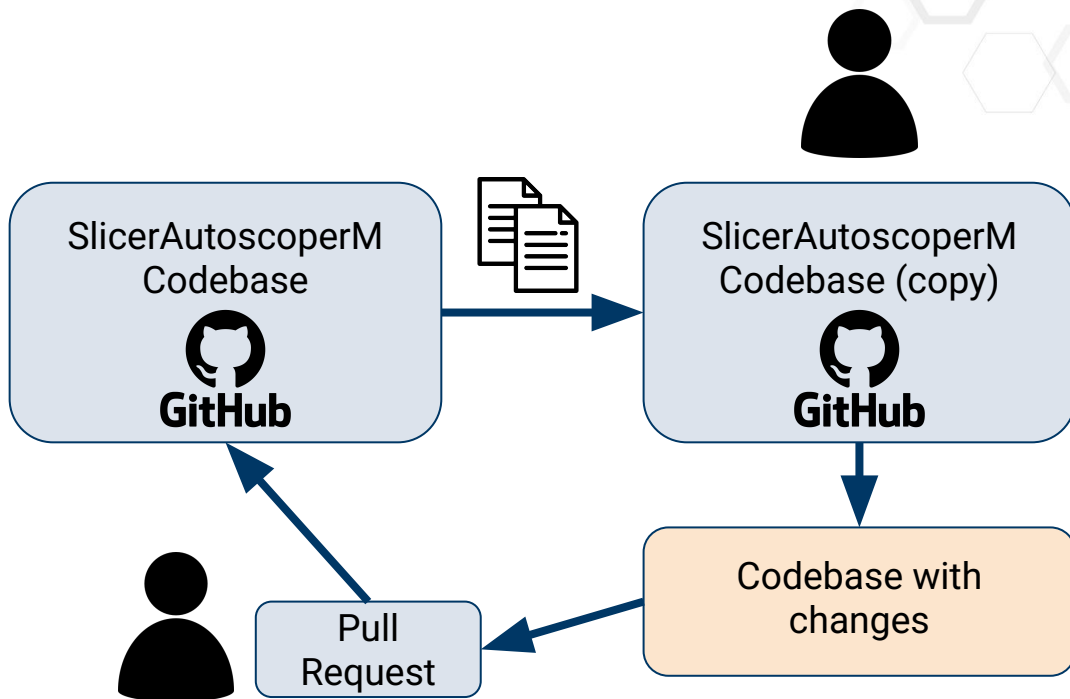 SlicerAutoscoperM
Codebase
GitHub
SlicerAutoscoperM
Codebase (copy)
GitHub
Codebase with
changes
Pull
Request